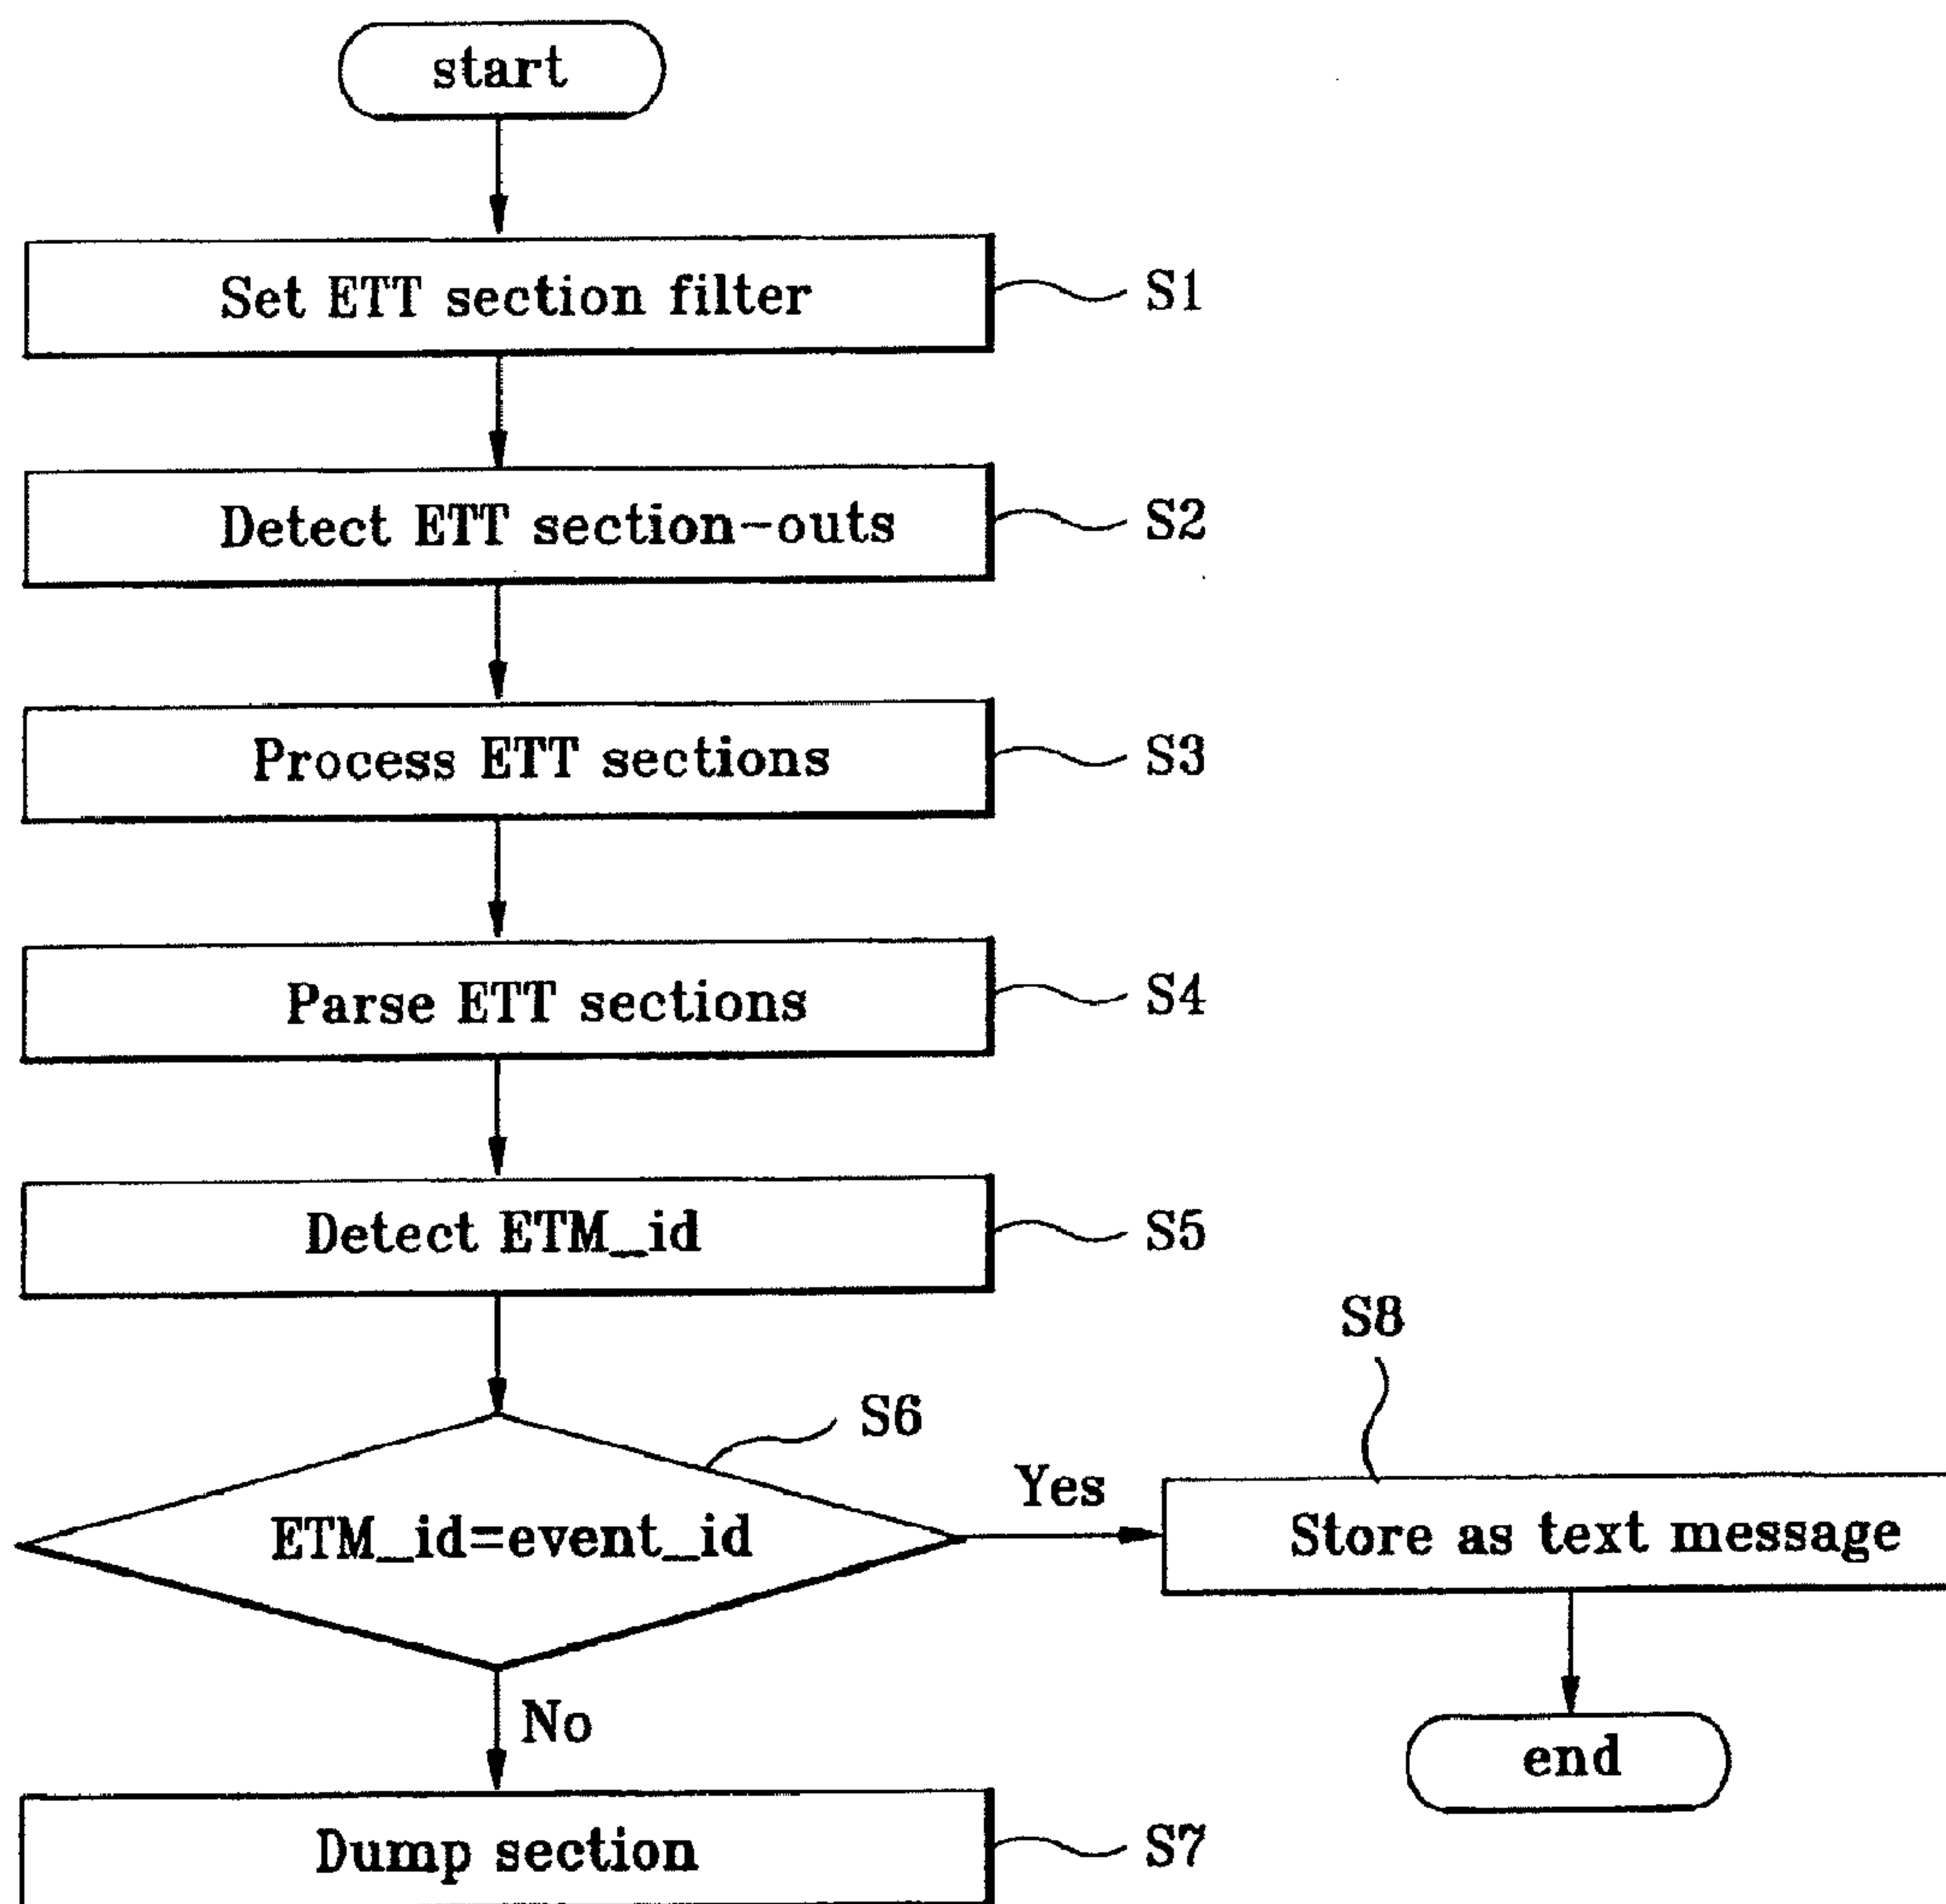 start
Set ETT section filter
S1
Detect ETT section-outs
S2
Process ETT sections
S3
Parse ETT sections
S4
Detect ETM_id
S5
S6
ETM_id=event_id
Yes
S8
Store as text message
end
No
Dump section
S7